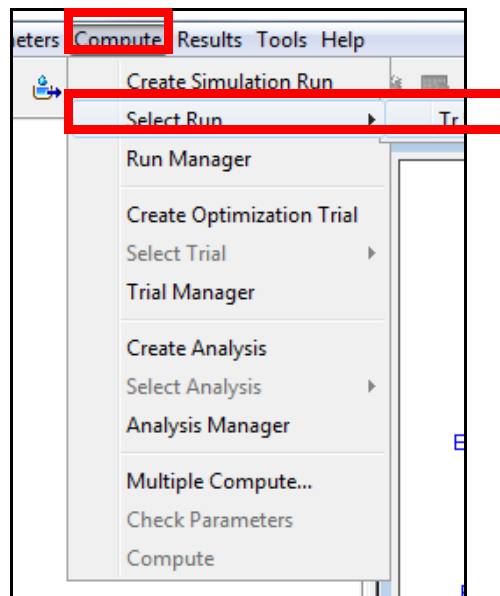 eters Compute Results Tools Help
Create Simulation Run
Select Run
Tr
Run Manager
Create Optimization Trial
Select Trial
Trial Manager
Create Analysis
Select Analysis
Analysis Manager
Multiple Compute...
Check Parameters
Compute